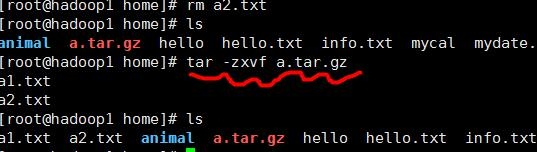 [root@hadoop1 home]# rm a2.txt
[root@hadoop1 home]# ls
animal a.tar.gz hello hello.txt info.txt mycal mydate.
[root@hadoop1 home]# tar -zxvf a.tar.gz
a1.txt
a2.txt
[root@hadoop1 home]# ls
a1.txt a2.txt animal a.tar.gz hello hello.txt info.txt
[root@hadoop1 home]#